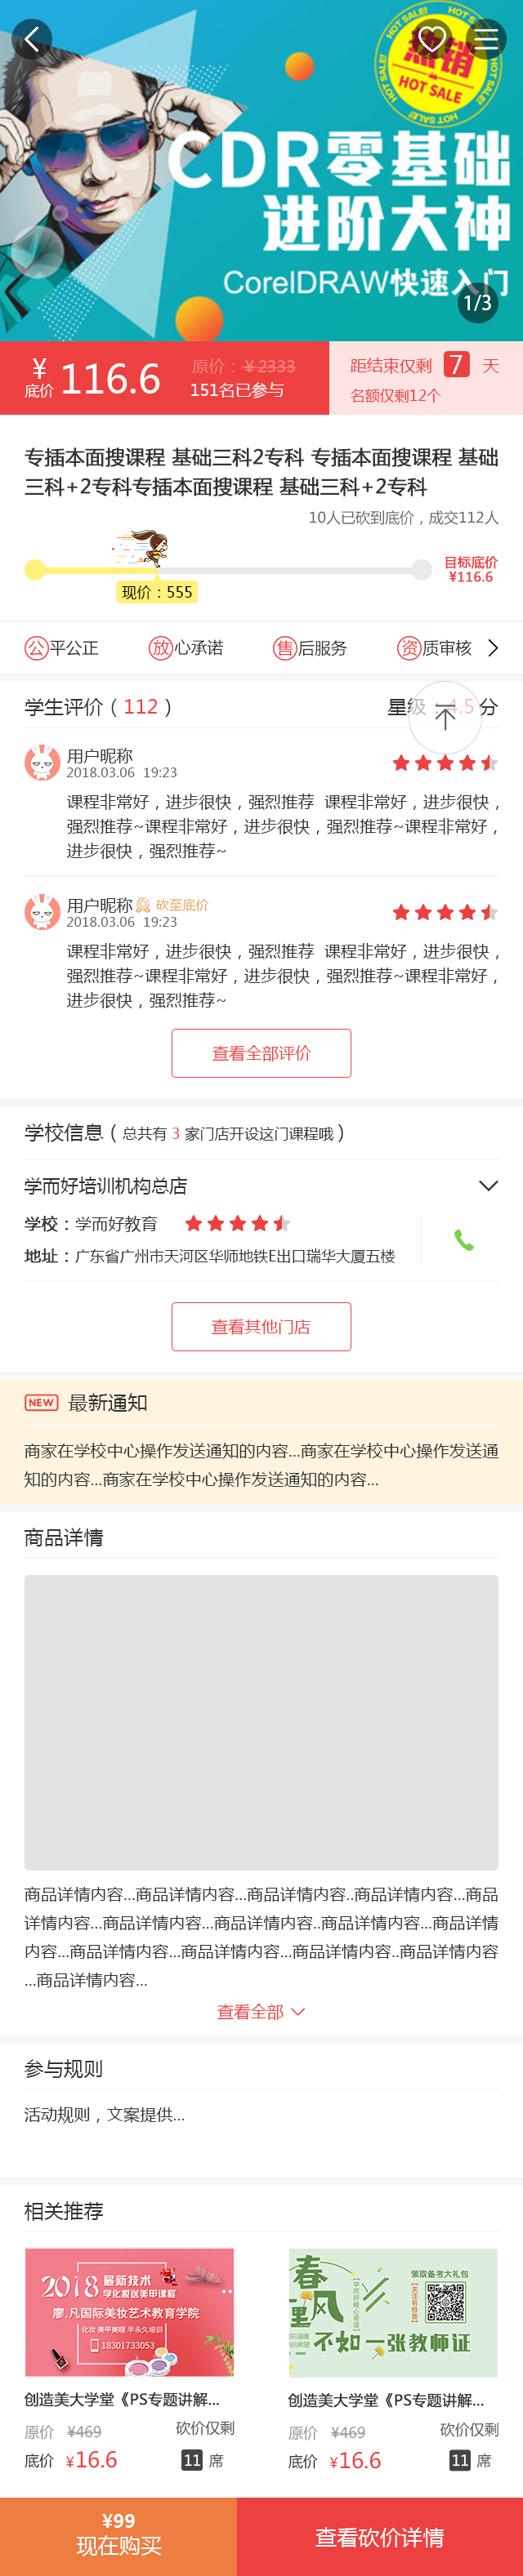 热销
HOT SALE
CDR零基础
进阶大神
CorelDRAW快速入门
1/3
¥
底价
116.6
原价：¥2333
151名已参与
距结束仅剩 7 天
名额仅剩12个
专插本面搜课程 基础三科2专科 专插本面搜课程 基础
三科+2专科专插本面搜课程 基础三科+2专科
10人已砍到底价，成交112人
目标底价
¥116.6
现价：555
公平公正 放心承诺 售后服务 资质审核
学生评价（112） 星级：4.5 分
用户昵称
2018.03.06 19:23
课程非常好，进步很快，强烈推荐 课程非常好，进步很快，
强烈推荐~课程非常好，进步很快，强烈推荐~课程非常好，
进步很快，强烈推荐~
用户昵称 砍至底价
2018.03.06 19:23
课程非常好，进步很快，强烈推荐 课程非常好，进步很快，
强烈推荐~课程非常好，进步很快，强烈推荐~课程非常好，
进步很快，强烈推荐~
查看全部评价
学校信息（总共有 3 家门店开设这门课程哦）
学而好培训机构总店
学校：学而好教育
地址：广东省广州市天河区华师地铁E出口瑞华大厦五楼
查看其他门店
NEW 最新通知
商家在学校中心操作发送通知的内容...商家在学校中心操作发送通
知的内容...商家在学校中心操作发送通知的内容...
商品详情
商品详情内容...商品详情内容...商品详情内容..商品详情内容...商品
详情内容...商品详情内容...商品详情内容..商品详情内容...商品详情
内容...商品详情内容...商品详情内容...商品详情内容..商品详情内容
...商品详情内容...
查看全部
参与规则
活动规则，文案提供...
相关推荐
2018 最新技术
学化妆送美甲课程
廖.凡国际美妆艺术教育学院
化妆 美甲美睫 半永久培训
18301733053
创造美大学堂《PS专题讲解...
原价 ¥469 砍价仅剩
底价 ¥16.6 11 席
春风
里
不如一张教师证
领取备考大礼包
创造美大学堂《PS专题讲解...
原价 ¥469 砍价仅剩
底价 ¥16.6 11 席
¥99
现在购买
查看砍价详情